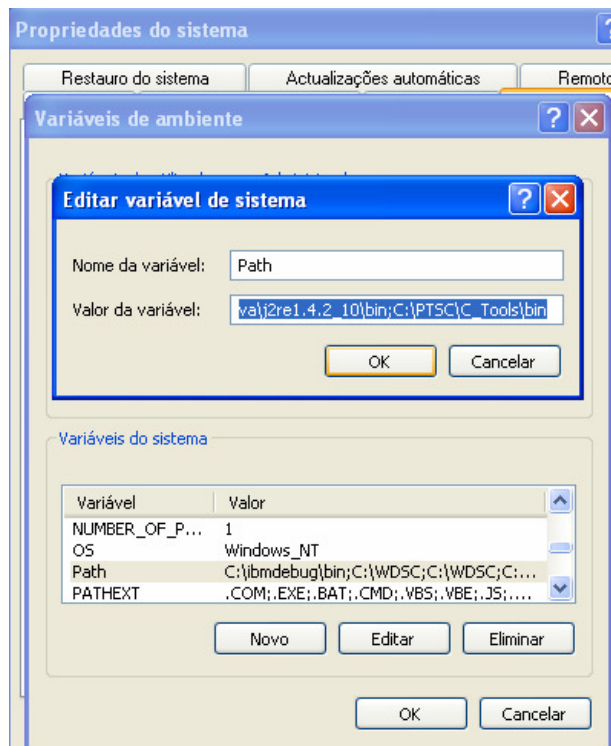 Propriedades do sistema
Restauro do sistema Actualizações automáticas Remoto
Variáveis de ambiente
Editar variável de sistema
Nome da variável: Path
Valor da variável: va\j2re1.4.2_10\bin;C:\PTSC\C_Tools\bin
OK Cancelar
Variáveis do sistema
Variável Valor
NUMBER_OF_P... 1
OS Windows_NT
Path C:\ibmdebug\bin;C:\WDSC;C:\WDSC;C:...
PATHEXT .COM;.EXE;.BAT;.CMD;.VBS;.VBE;.JS;....
Novo Editar Eliminar
OK Cancelar